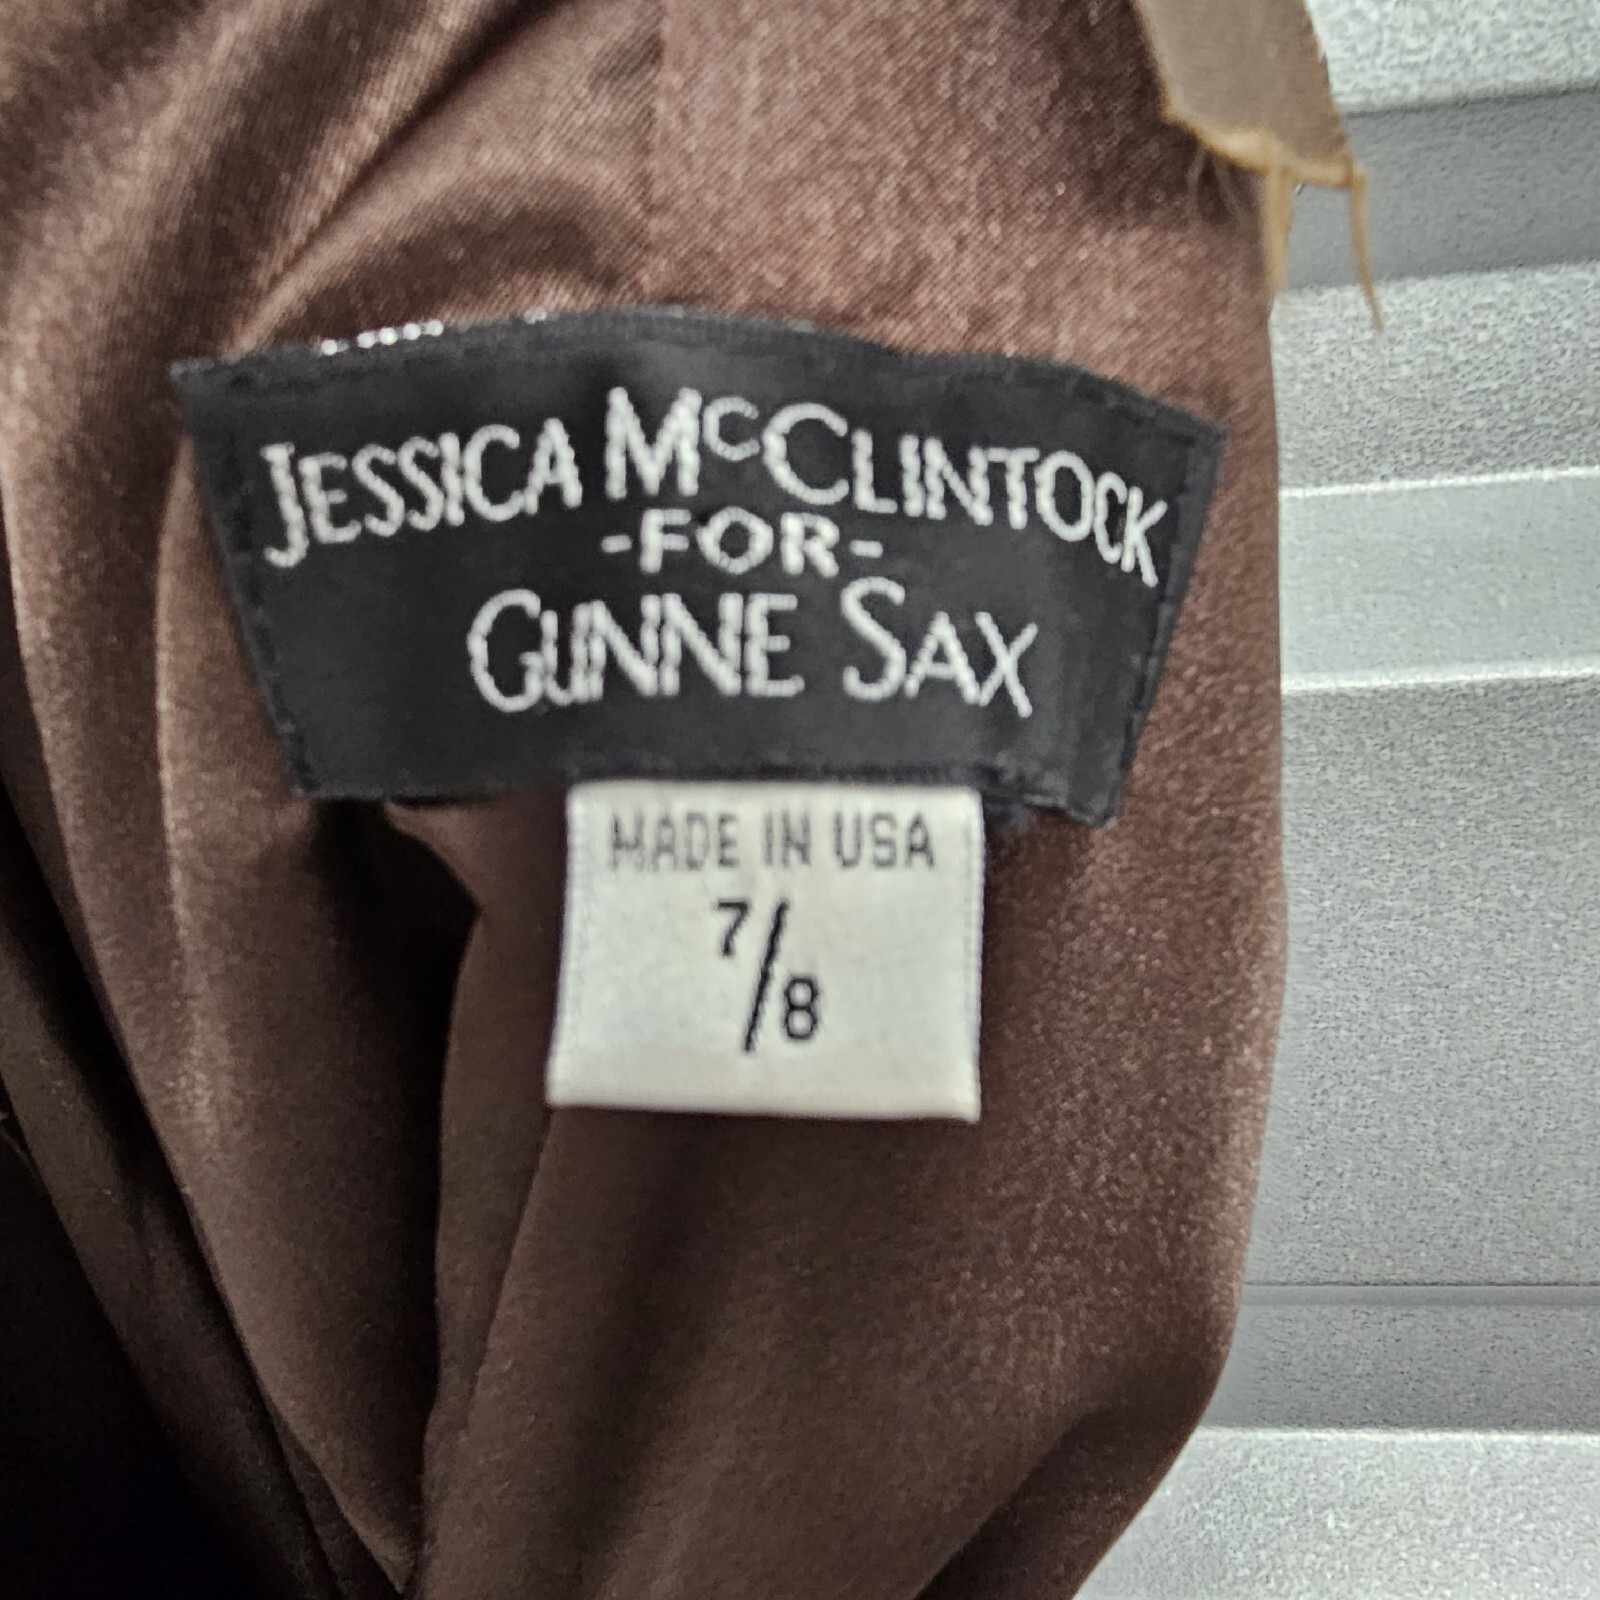 JESSICA McCLINTOCK
-FOR-
GUNNE SAX
MADE IN USA
7/8